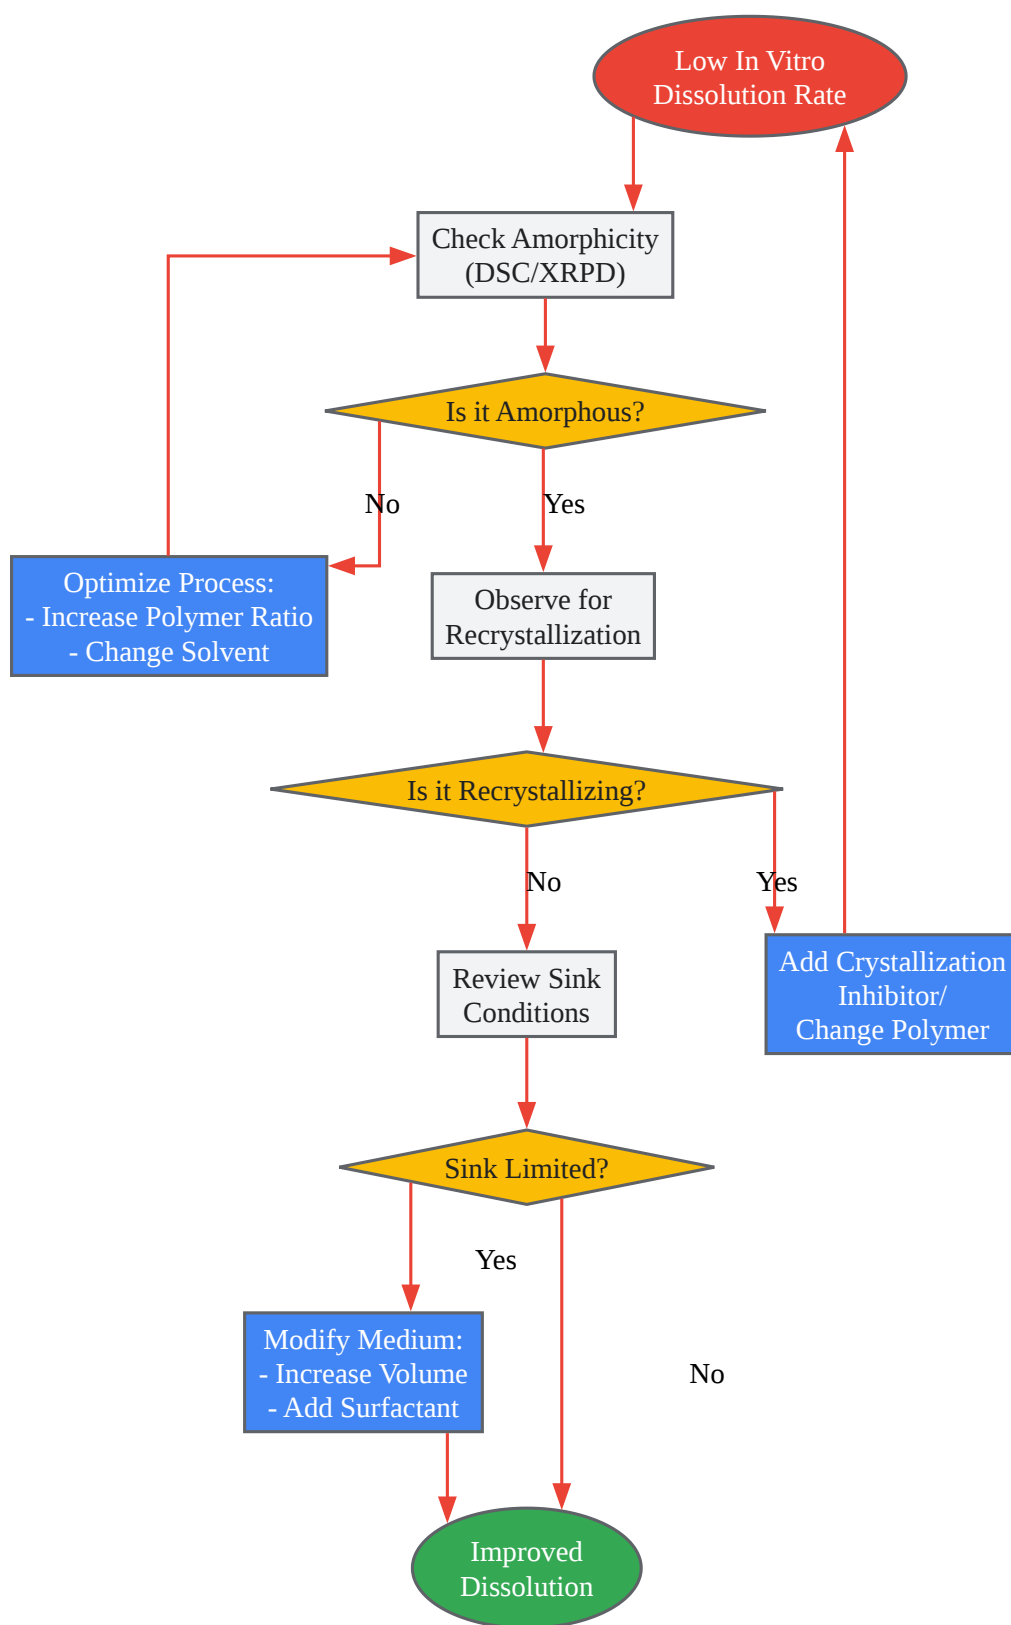 Low In Vitro
Dissolution Rate
Check Amorphicity
(DSC/XRPD)
Is it Amorphous?
No
Yes
Optimize Process:
- Increase Polymer Ratio
- Change Solvent
Observe for
Recrystallization
Is it Recrystallizing?
No
Yes
Review Sink
Conditions
Add Crystallization
Inhibitor/
Change Polymer
Sink Limited?
Yes
Modify Medium:
- Increase Volume
- Add Surfactant
No
Improved
Dissolution